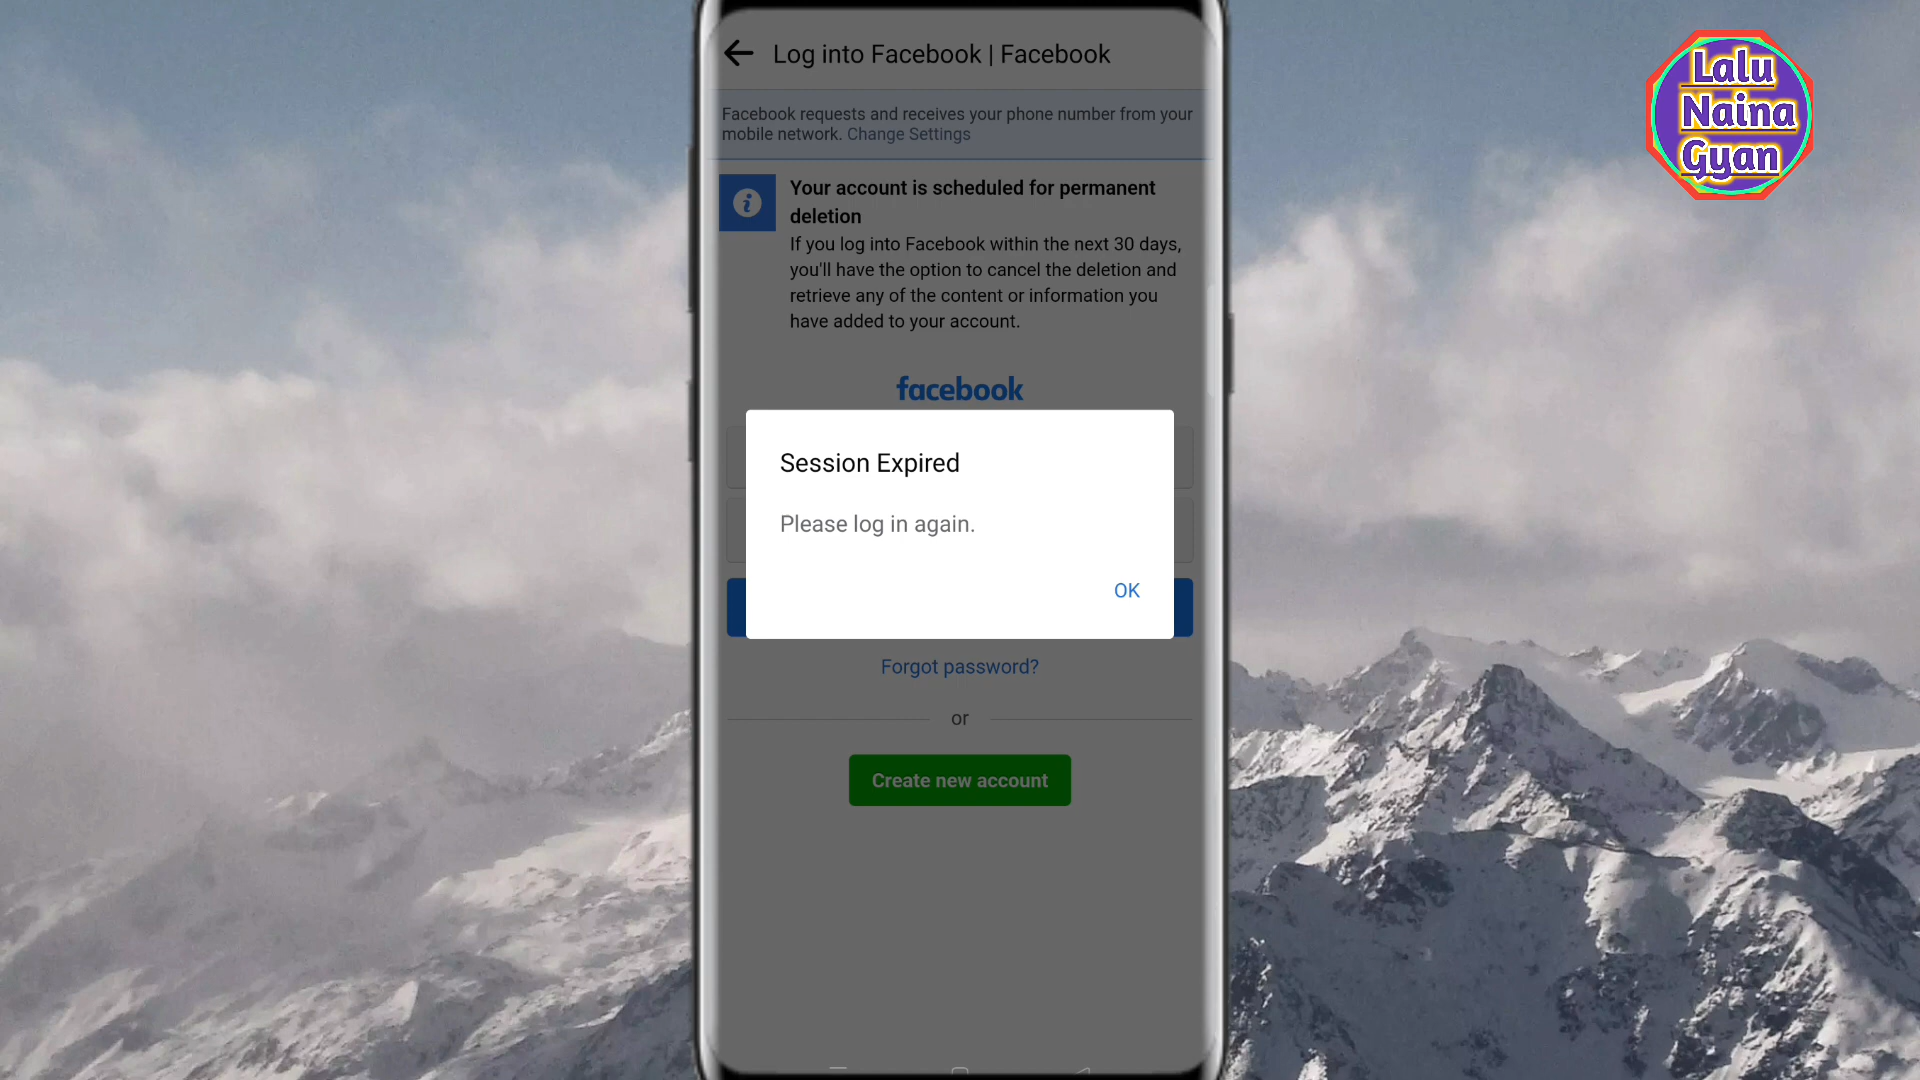 Log into Facebook | Facebook
Facebook requests and receives your phone number from your
mobile network. Change Settings
Your account is scheduled for permanent
deletion
If you log into Facebook within the next 30 days,
you'll have the option to cancel the deletion and
retrieve any of the content or information you
have added to your account.
facebook
Session Expired
Please log in again.
OK
Forgot password?
or
Create new account
Lalu
Naina
Gyan